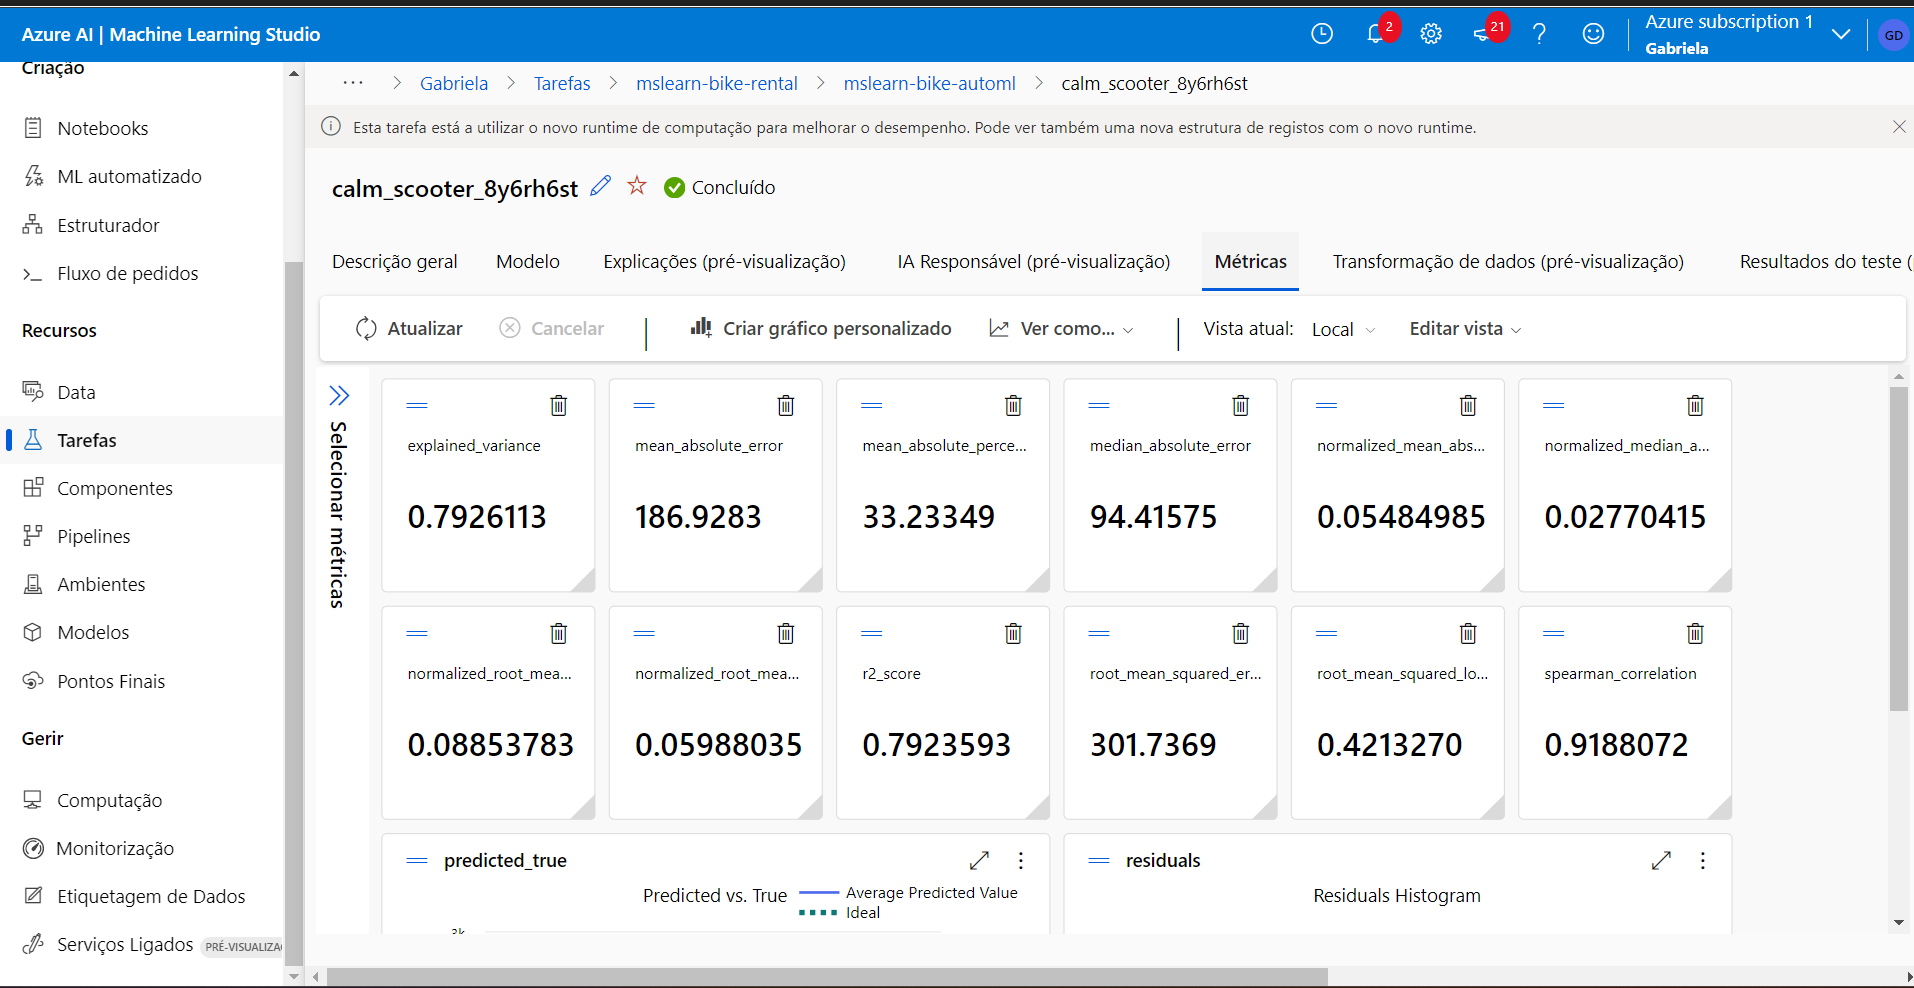 Azure AI | Machine Learning Studio
2
21
Azure subscription 1
Gabriela
GD
Criação
Notebooks
ML automatizado
Estruturador
Fluxo de pedidos
Recursos
Data
Tarefas
Componentes
Pipelines
Ambientes
Modelos
Pontos Finais
Gerir
Computação
Monitorização
Etiquetagem de Dados
Serviços Ligados PRÉ-VISUALIZA
... > Gabriela > Tarefas > mslearn-bike-rental > mslearn-bike-automl > calm_scooter_8y6rh6st
Esta tarefa está a utilizar o novo runtime de computação para melhorar o desempenho. Pode ver também uma nova estrutura de registos com o novo runtime.
calm_scooter_8y6rh6st Concluído
Descrição geral Modelo Explicações (pré-visualização) IA Responsável (pré-visualização) Métricas Transformação de dados (pré-visualização) Resultados do teste (
Atualizar Cancelar Criar gráfico personalizado Ver como... Vista atual: Local Editar vista
Selecionar métricas
explained_variance
0.7926113
mean_absolute_error
186.9283
mean_absolute_perce...
33.23349
median_absolute_error
94.41575
normalized_mean_abs...
0.05484985
normalized_median_a...
0.02770415
normalized_root_mea...
0.08853783
normalized_root_mea...
0.05988035
r2_score
0.7923593
root_mean_squared_er...
301.7369
root_mean_squared_lo...
0.4213270
spearman_correlation
0.9188072
predicted_true
Predicted vs. True
Average Predicted Value
Ideal
3k
residuals
Residuals Histogram